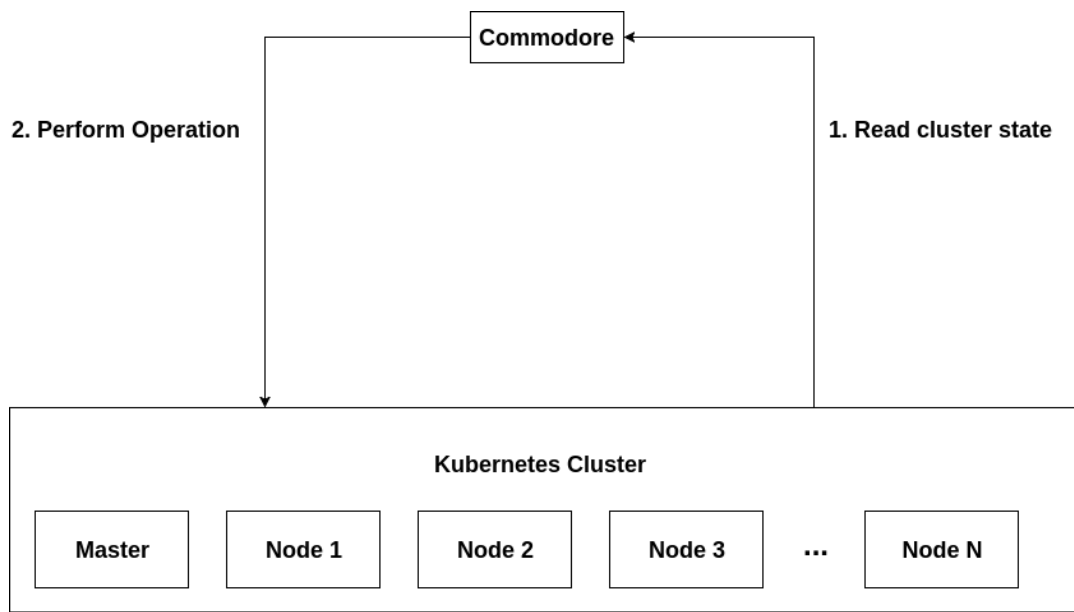 Commodore
2. Perform Operation
1. Read cluster state
Kubernetes Cluster
Master
Node 1
Node 2
Node 3
...
Node N